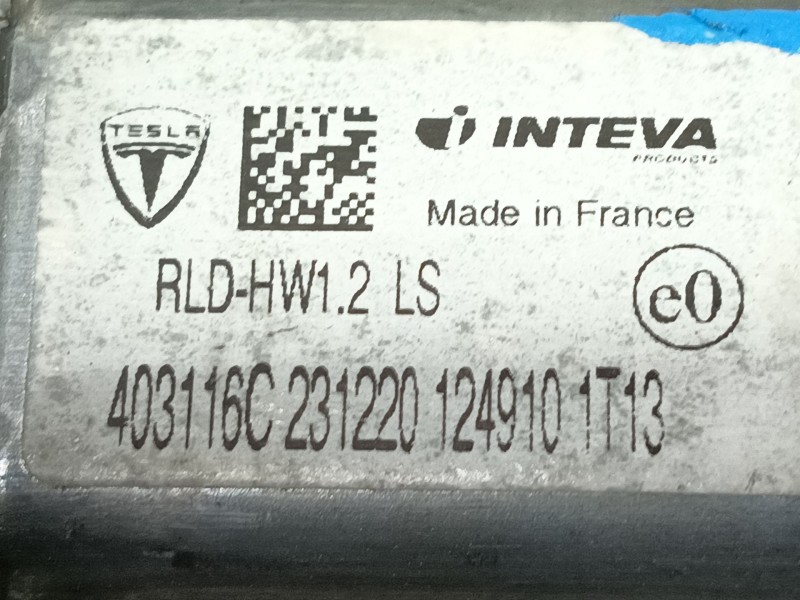 TESLA
INTEVA
PRODUCTS
Made in France
RLD-HW1.2 LS
e0
403116C 231220 124910 1T13